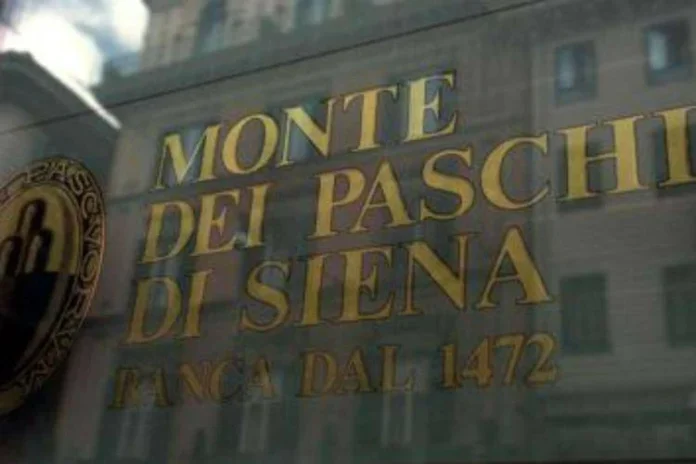 MONTE
DEI PASCHI
DI SIENA
BANCA DAL 1472